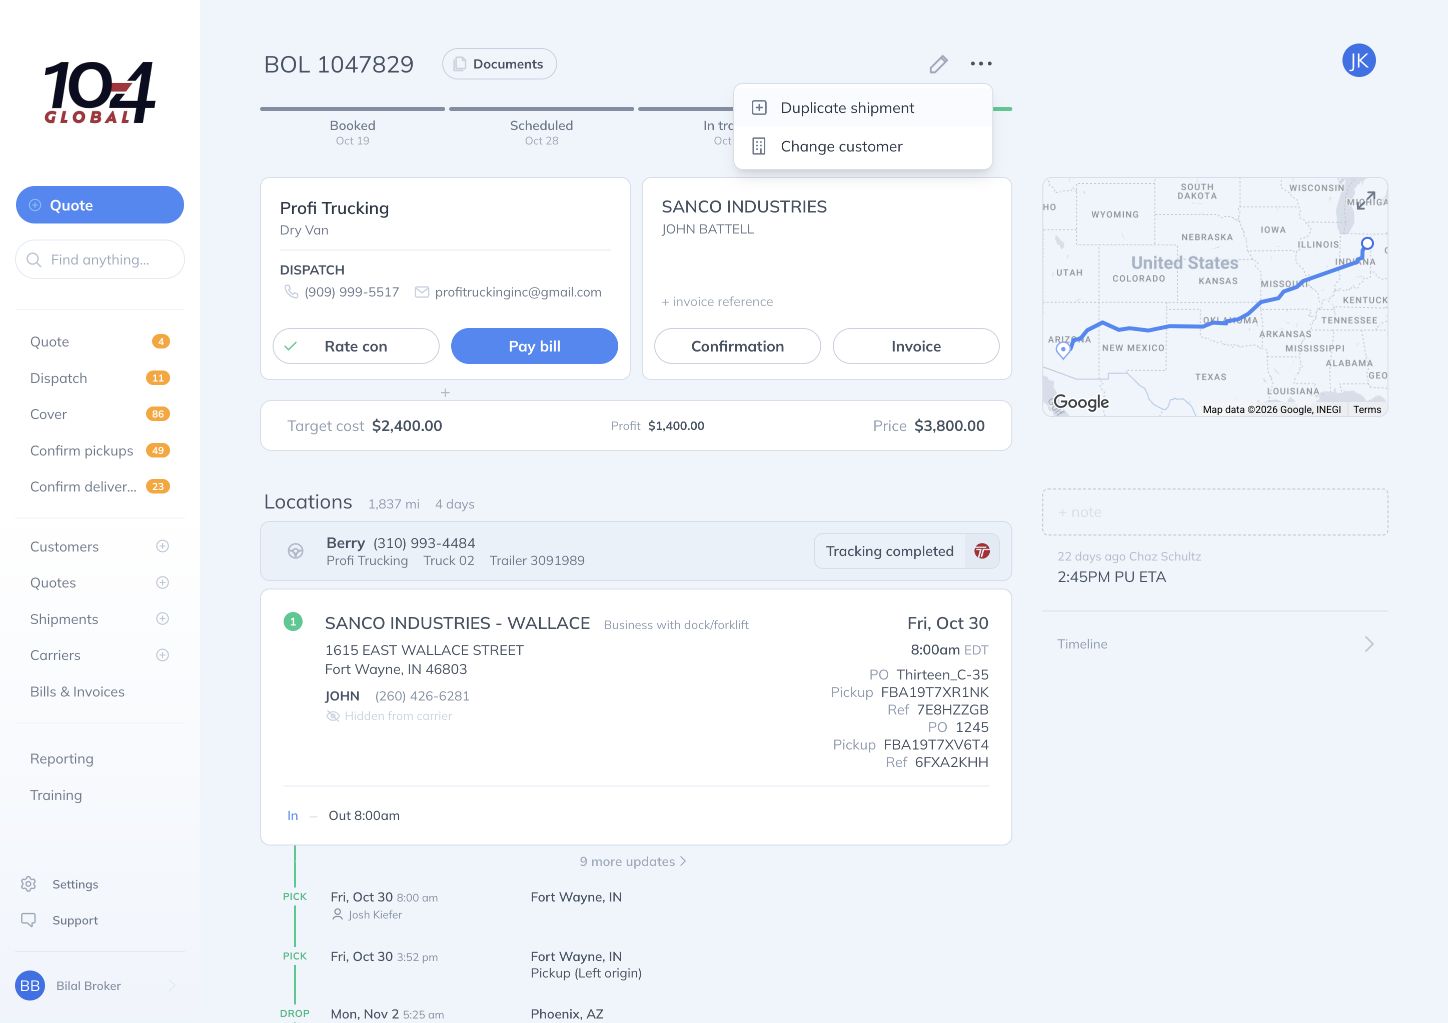 104
GLOBAL
Quote
Find anything...
Quote 4
Dispatch 11
Cover 86
Confirm pickups 49
Confirm deliver... 23
Customers
Quotes
Shipments
Carriers
Bills & Invoices
Reporting
Training
Settings
Support
BB Bilal Broker
BOL 1047829 Documents
JK
Duplicate shipment
Change customer
Booked Scheduled In tra
Oct 19 Oct 28 Oct
Profi Trucking
Dry Van
DISPATCH
(909) 999-5517 profitruckinginc@gmail.com
Rate con Pay bill
SANCO INDUSTRIES
JOHN BATTELL
+ invoice reference
Confirmation Invoice
+
Target cost $2,400.00 Profit $1,400.00 Price $3,800.00
HO
WYOMING
SOUTH
DAKOTA
WISCONSIN
MICHIGA
NEBRASKA
IOWA
ILLINOIS
INDIANA
United States
UTAH
COLORADO
KANSAS
MISSOURI
KENTUCK
OKLAHOMA
TENNESSEE
ARIZONA
NEW MEXICO
ARKANSAS
MISSISSIPPI
ALABAMA
TEXAS
GEO
LOUISIANA
Google
Map data ©2026 Google, INEGI Terms
Locations 1,837 mi 4 days
Berry (310) 993-4484
Profi Trucking Truck 02 Trailer 3091989
Tracking completed
1 SANCO INDUSTRIES - WALLACE Business with dock/forklift
1615 EAST WALLACE STREET
Fort Wayne, IN 46803
JOHN (260) 426-6281
Hidden from carrier
Fri, Oct 30
8:00am EDT
PO Thirteen_C-35
Pickup FBA19T7XR1NK
Ref 7E8HZZGB
PO 1245
Pickup FBA19T7XV6T4
Ref 6FXA2KHH
In – Out 8:00am
9 more updates
PICK Fri, Oct 30 8:00 am Fort Wayne, IN
Josh Kiefer
PICK Fri, Oct 30 3:52 pm Fort Wayne, IN
Pickup (Left origin)
DROP Mon, Nov 2 5:25 am Phoenix, AZ
+ note
22 days ago Chaz Schultz
2:45PM PU ETA
Timeline